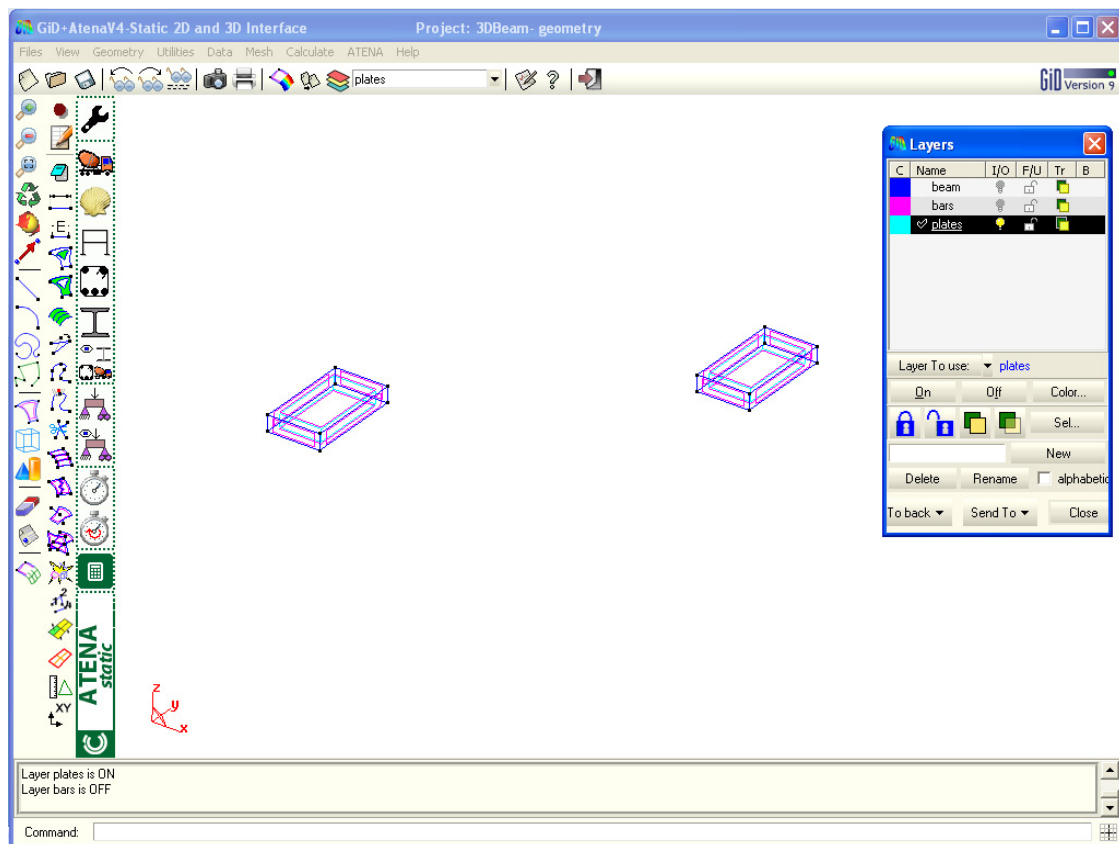 GiD+AtenaV4-Static 2D and 3D Interface Project: 3DBeam- geometry
Files View Geometry Utilities Data Mesh Calculate ATENA Help
plates
GiD Version 9
Layers
C Name I/O F/U Tr B
beam
bars
plates
Layer To use: plates
On Off Color...
Sel...
New
Delete Rename alphabetic
To back Send To Close
E
ATENA
static
XY
z
y
x
Layer plates is ON
Layer bars is OFF
Command: